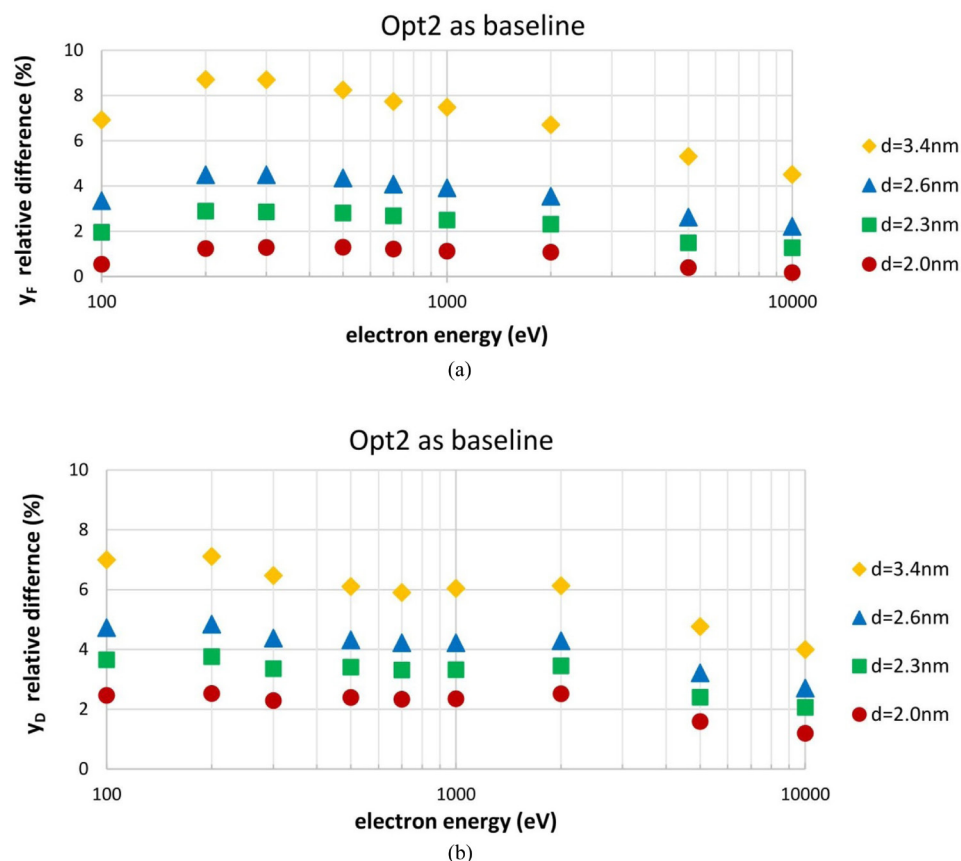 Opt2 as baseline
10
8
6
4
2
0
y_F relative difference (%)
100
1000
10000
electron energy (eV)
d=3.4nm
d=2.6nm
d=2.3nm
d=2.0nm
(a)
Opt2 as baseline
10
8
6
4
2
0
y_D relative differnce (%)
100
1000
10000
electron energy (eV)
d=3.4nm
d=2.6nm
d=2.3nm
d=2.0nm
(b)